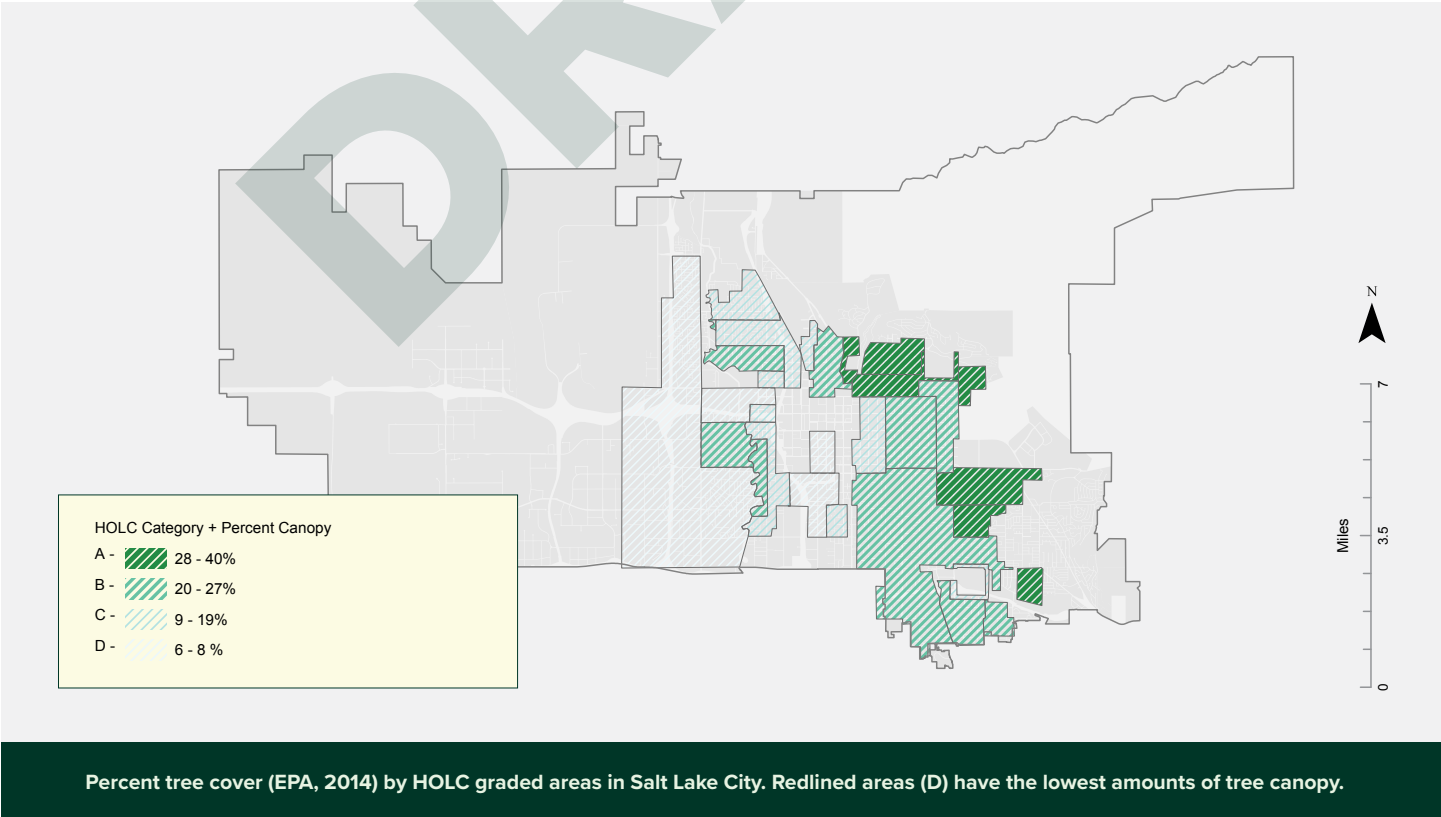 N
7
3.5
0
Miles
HOLC Category + Percent Canopy
A - 28 - 40%
B - 20 - 27%
C - 9 - 19%
D - 6 - 8 %
Percent tree cover (EPA, 2014) by HOLC graded areas in Salt Lake City. Redlined areas (D) have the lowest amounts of tree canopy.